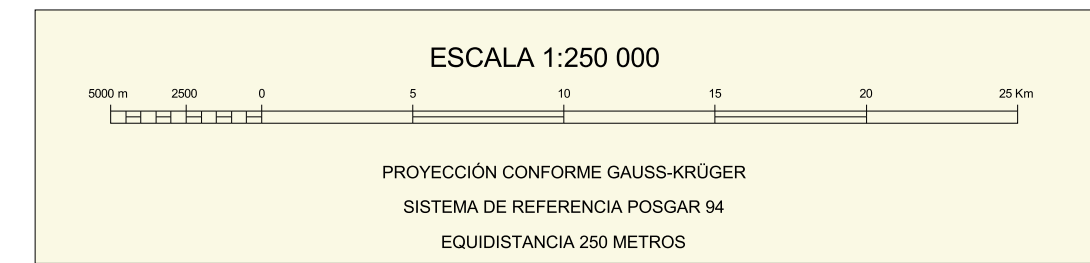 ESCALA 1:250 000
5000 m 2500 0 5 10 15 20 25 Km
PROYECCIÓN CONFORME GAUSS-KRÜGER
SISTEMA DE REFERENCIA POSGAR 94
EQUIDISTANCIA 250 METROS